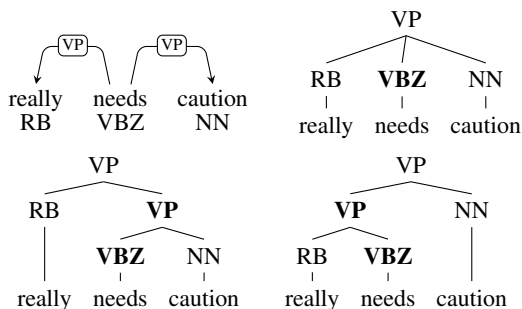 VP VP
really needs caution
RB VBZ NN
VP
RB VBZ NN
really needs caution
VP
RB VP
VBZ NN
really needs caution
VP
VP NN
RB VBZ
really needs caution